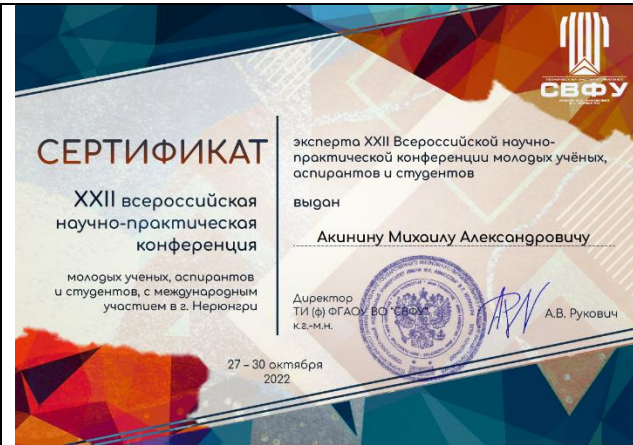 СВФУ
СЕРТИФИКАТ
XXII всероссийская
научно-практическая
конференция
молодых ученых, аспирантов
и студентов, с международным
участием в г. Нерюнгри
27 – 30 октября
2022
эксперта XXII Всероссийской научно-
практической конференции молодых учёных,
аспирантов и студентов
выдан
Акинину Михаилу Александровичу
Директор
ТИ (ф) ФГАОУ ВО "СВФУ"
к.г.-м.н.
А.В. Рукович